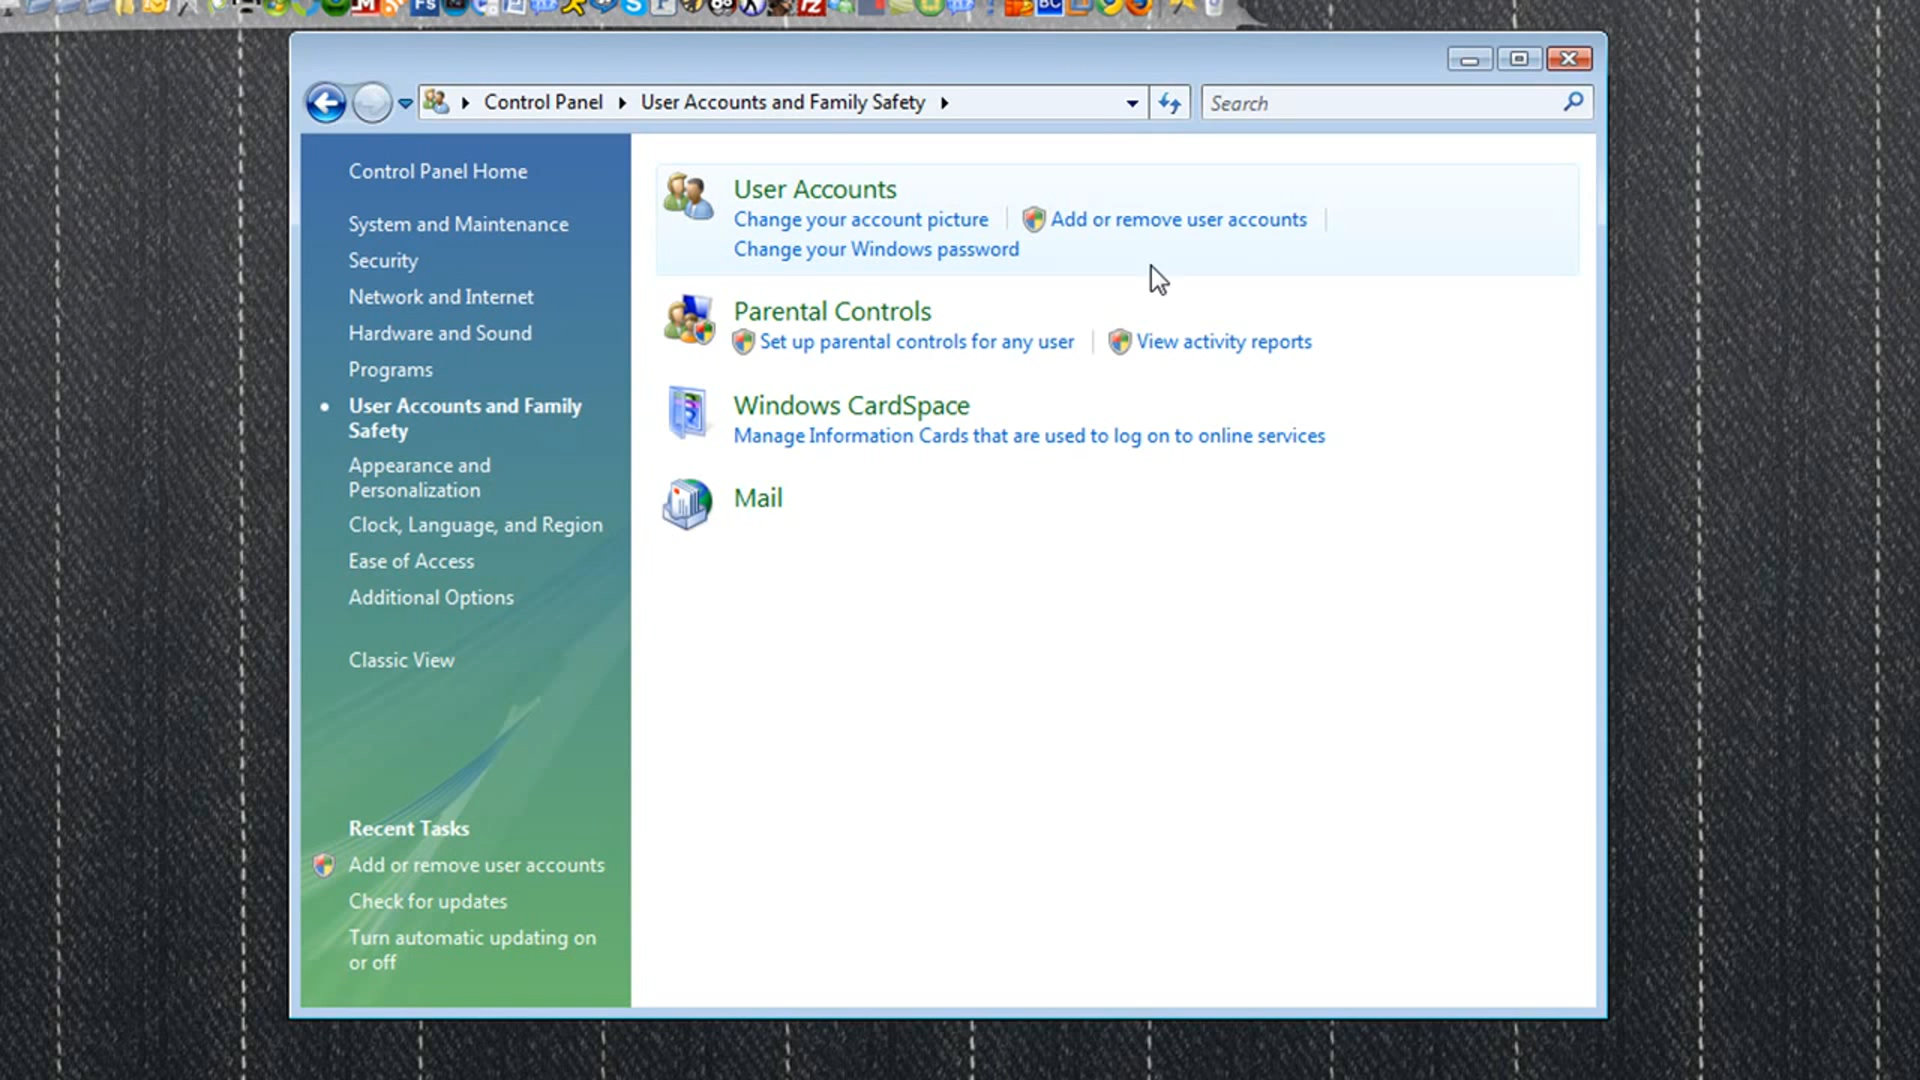 Control Panel User Accounts and Family Safety Search
Control Panel Home
System and Maintenance
Security
Network and Internet
Hardware and Sound
Programs
User Accounts and Family
Safety
Appearance and
Personalization
Clock, Language, and Region
Ease of Access
Additional Options
Classic View
Recent Tasks
Add or remove user accounts
Check for updates
Turn automatic updating on
or off
User Accounts
Change your account picture Add or remove user accounts
Change your Windows password
Parental Controls
Set up parental controls for any user View activity reports
Windows CardSpace
Manage Information Cards that are used to log on to online services
Mail